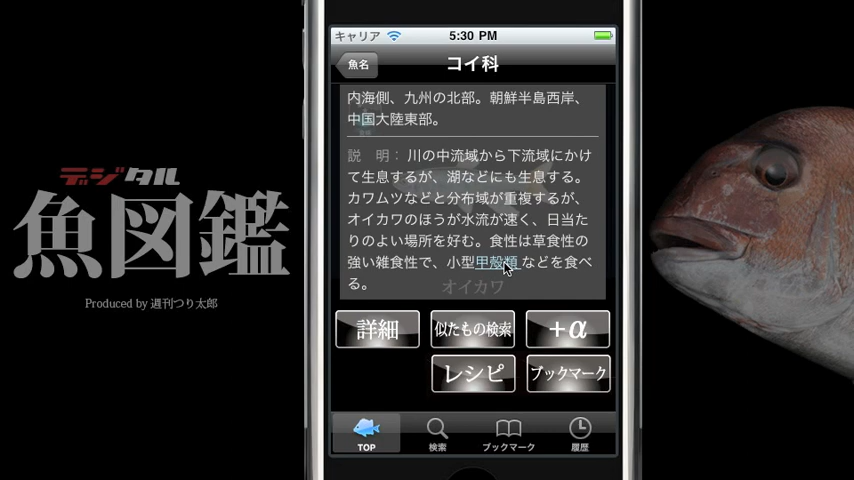 デジタル
魚図鑑
Produced by 週刊つり太郎
キャリア
5:30 PM
魚名
コイ科
内海側、九州の北部。朝鮮半島西岸、
中国大陸東部。
説 明： 川の中流域から下流域にかけ
て生息するが、湖などにも生息する。
カワムツなどと分布域が重複するが、
オイカワのほうが水流が速く、日当た
りのよい場所を好む。食性は草食性の
強い雑食性で、小型甲殻類などを食べ
る。
オイカワ
詳細
似たもの検索
+α
レシピ
ブックマーク
TOP
検索
ブックマーク
履歴